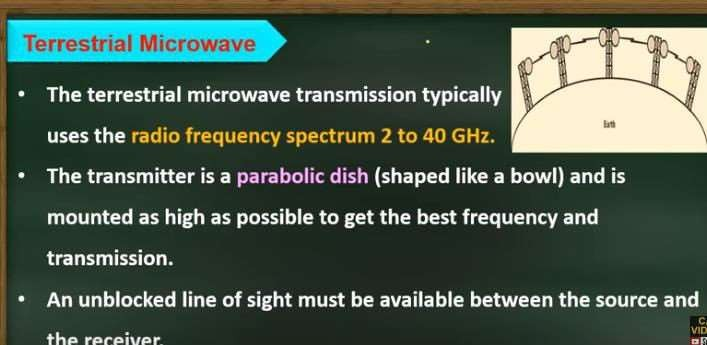 Terrestrial Microwave
Earth
• The terrestrial microwave transmission typically
uses the radio frequency spectrum 2 to 40 GHz.
• The transmitter is a parabolic dish (shaped like a bowl) and is
mounted as high as possible to get the best frequency and
transmission.
• An unblocked line of sight must be available between the source and
the receiver.